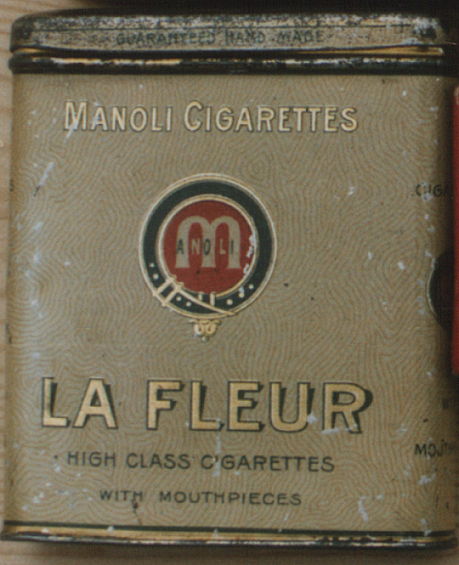 GUARANTEED HAND MADE
MANOLI CIGARETTES
MANOLI
LA FLEUR
HIGH CLASS CIGARETTES
WITH MOUTHPIECES